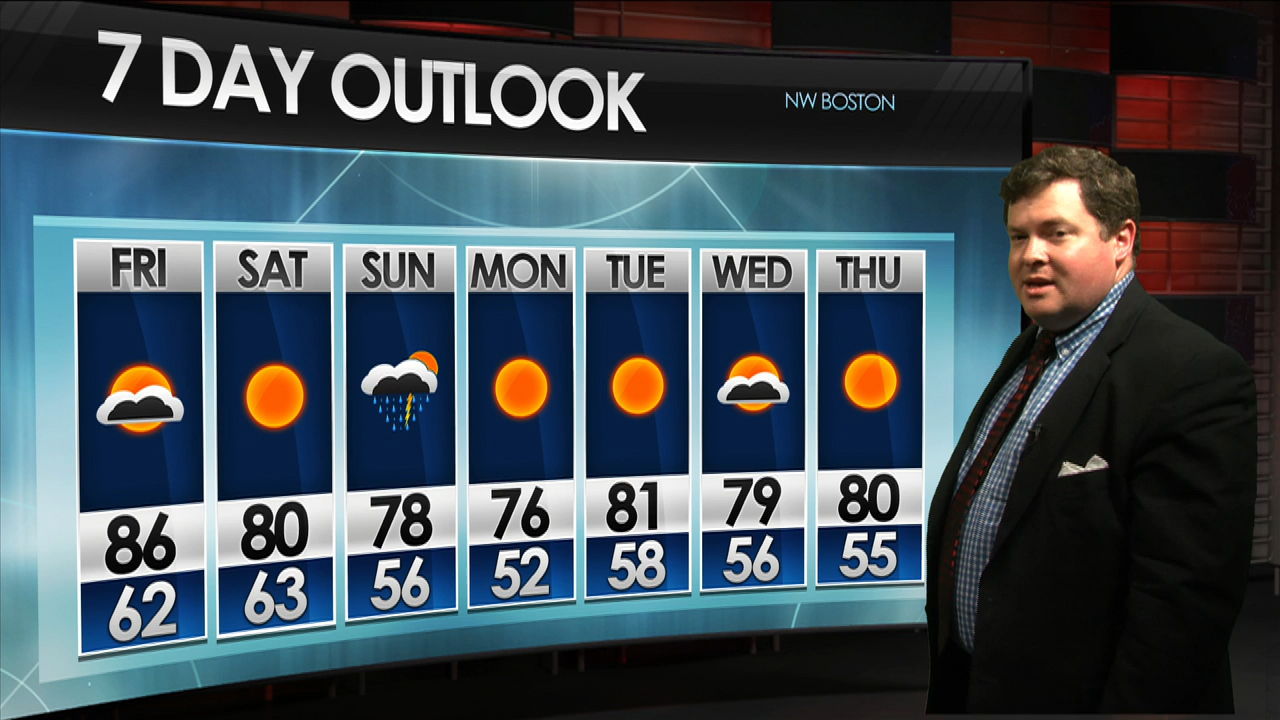 7 DAY OUTLOOK
NW BOSTON
FRI SAT SUN MON TUE WED THU
86 80 78 76 81 79 80
62 63 56 52 58 56 55